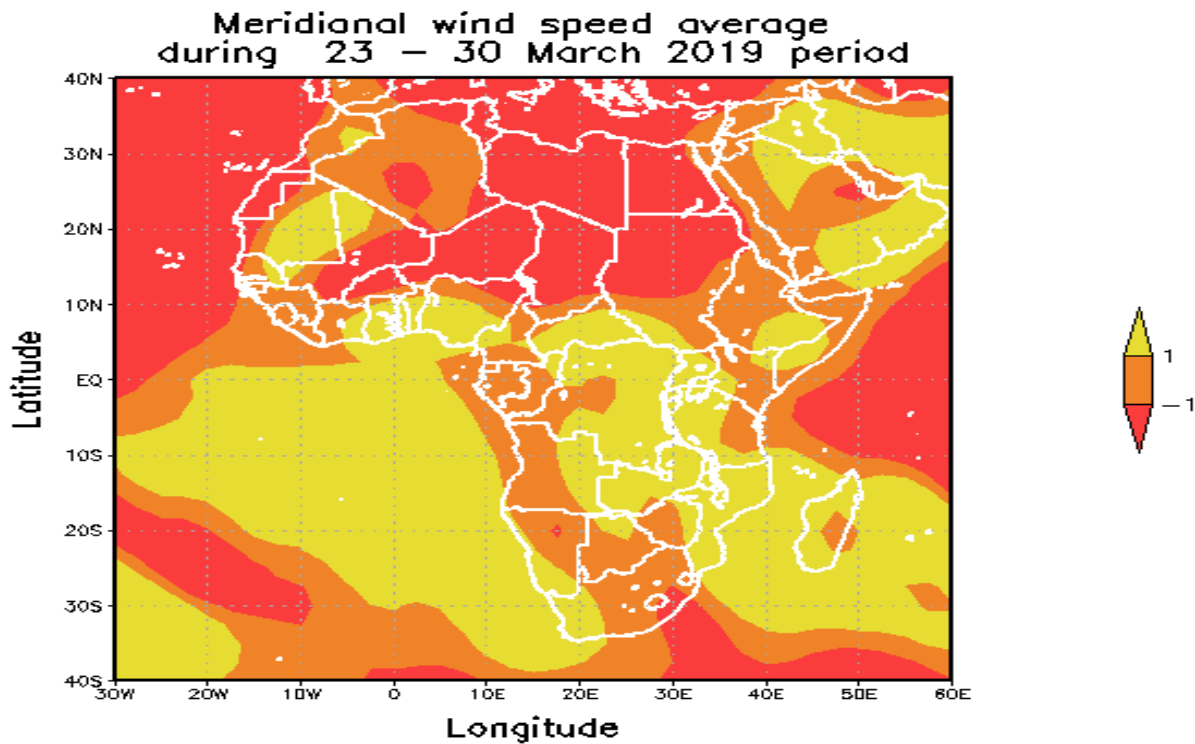 Meridional wind speed average
during 23 – 30 March 2019 period
40N
30N
20N
10N
EQ
10S
20S
30S
40S
Latitude
30W 20W 10W 0 10E 20E 30E 40E 50E 60E
Longitude
1
−1